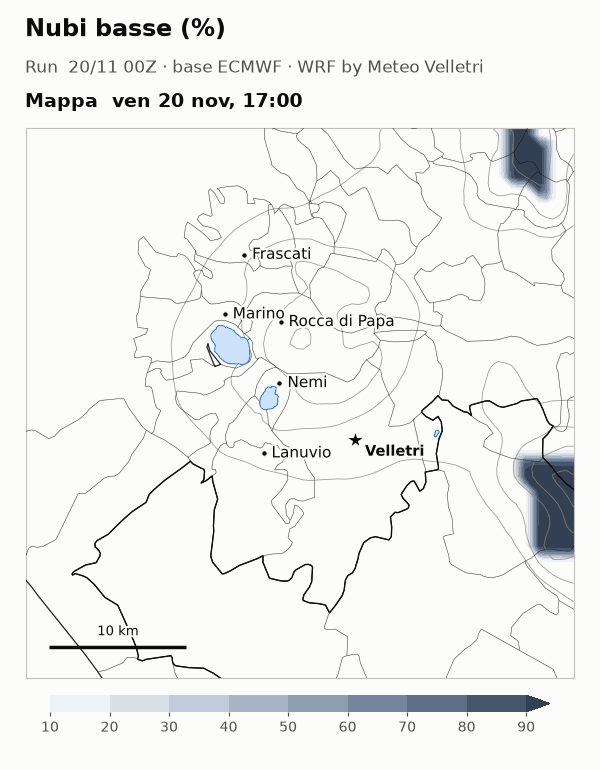 Nubi basse (%)
Run  20/11 00Z · base ECMWF · WRF by Meteo Velletri
Mappa  ven 20 nov, 17:00
Frascati
Marino
Rocca di Papa
Nemi
Velletri
Lanuvio
10 km
10 20 30 40 50 60 70 80 90